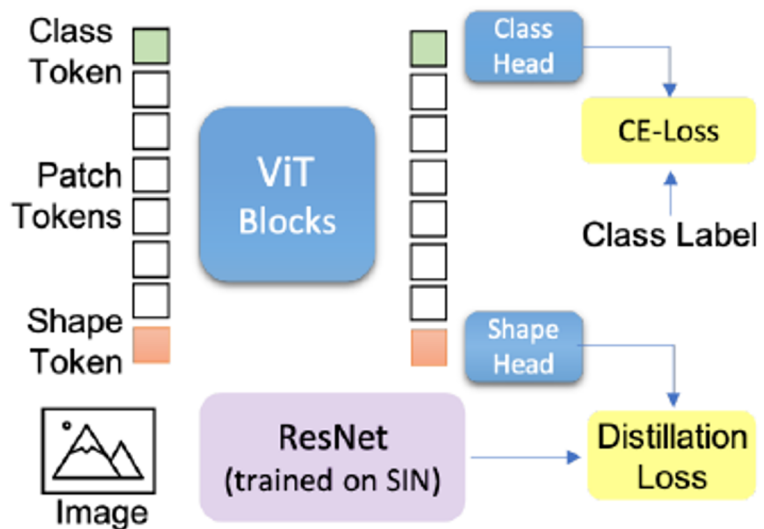 Class
Token
Patch
Tokens
Shape
Token
Image
ViT
Blocks
ResNet
(trained on SIN)
Class
Head
CE-Loss
Class Label
Shape
Head
Distillation
Loss